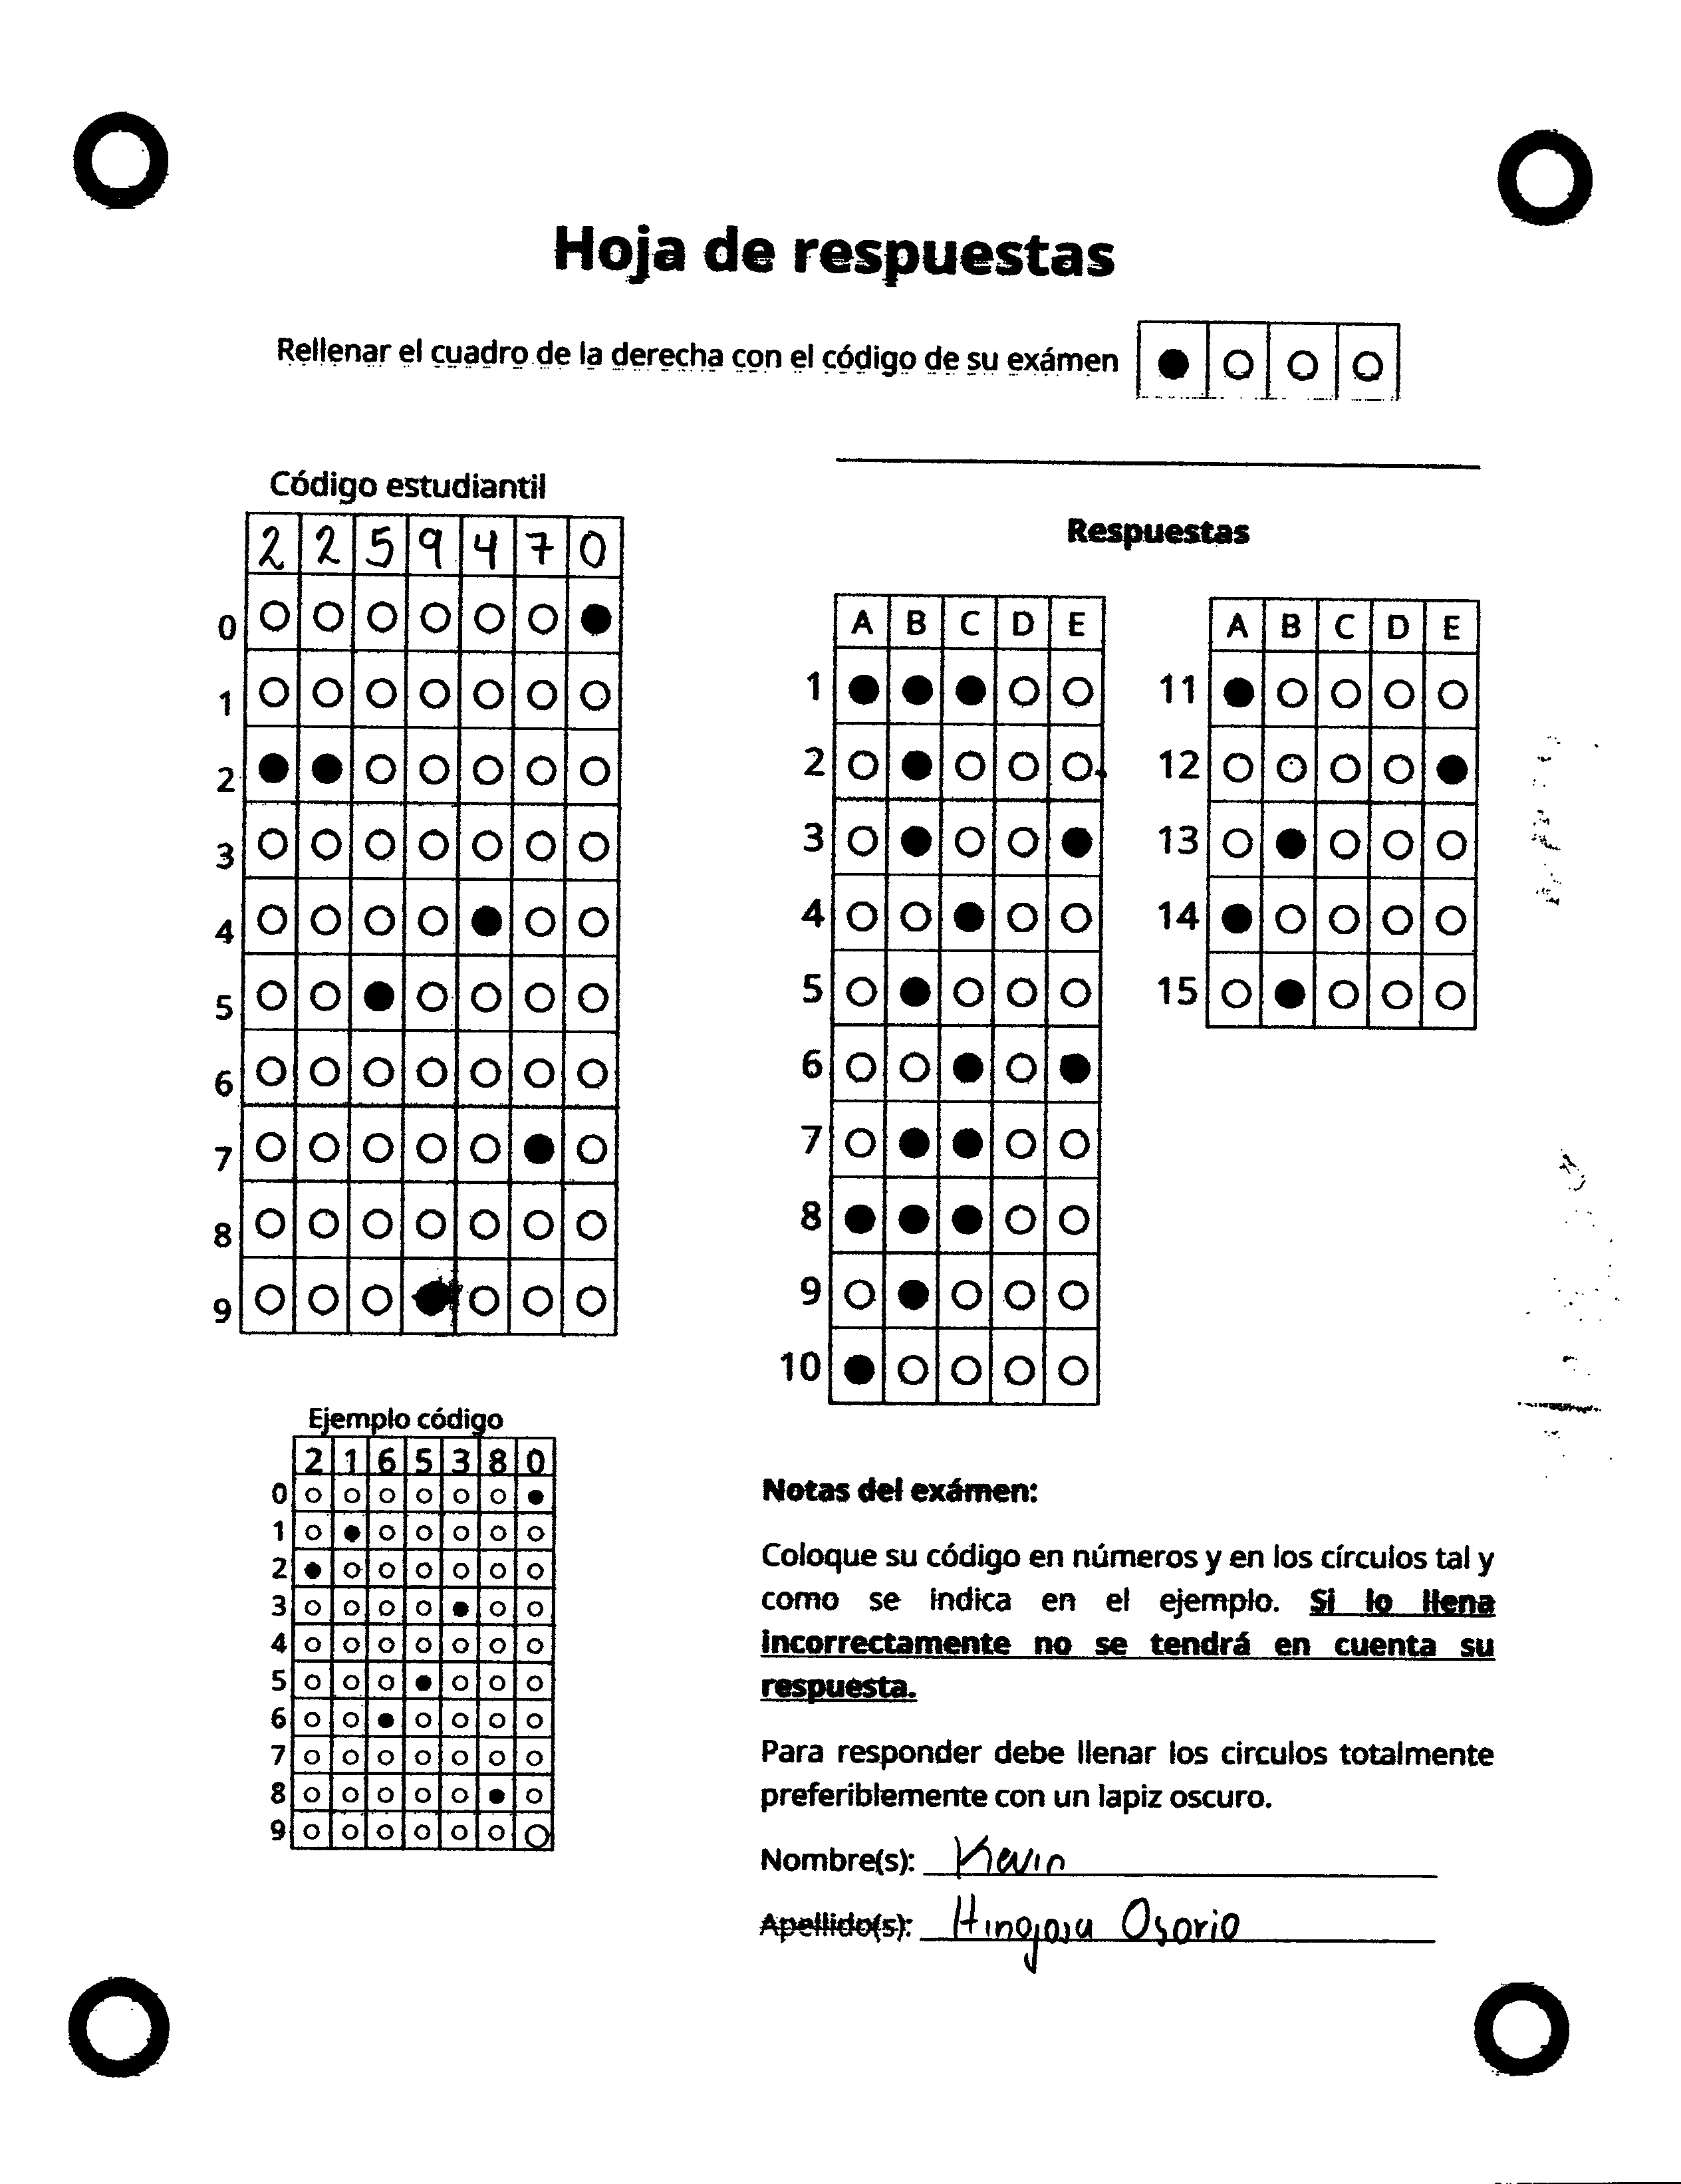 Hoja de respuestas
Rellenar el cuadro de la derecha con el código de su exámen
Código estudiantil
2 2 5 9 4 7 0
0
1
2
3
4
5
6
7
8
9
Respuestas
A B C D E
1
2
3
4
5
6
7
8
9
10
A B C D E
11
12
13
14
15
Ejemplo código
2 1 6 5 3 8 0
0
1
2
3
4
5
6
7
8
9
Notas del exámen:
Coloque su código en números y en los círculos tal y
como se indica en el ejemplo. Si lo llena
incorrectamente no se tendrá en cuenta su
respuesta.
Para responder debe llenar los circulos totalmente
preferiblemente con un lapiz oscuro.
Nombre(s): Kevin
Apellido(s): Hinojosa Osorio